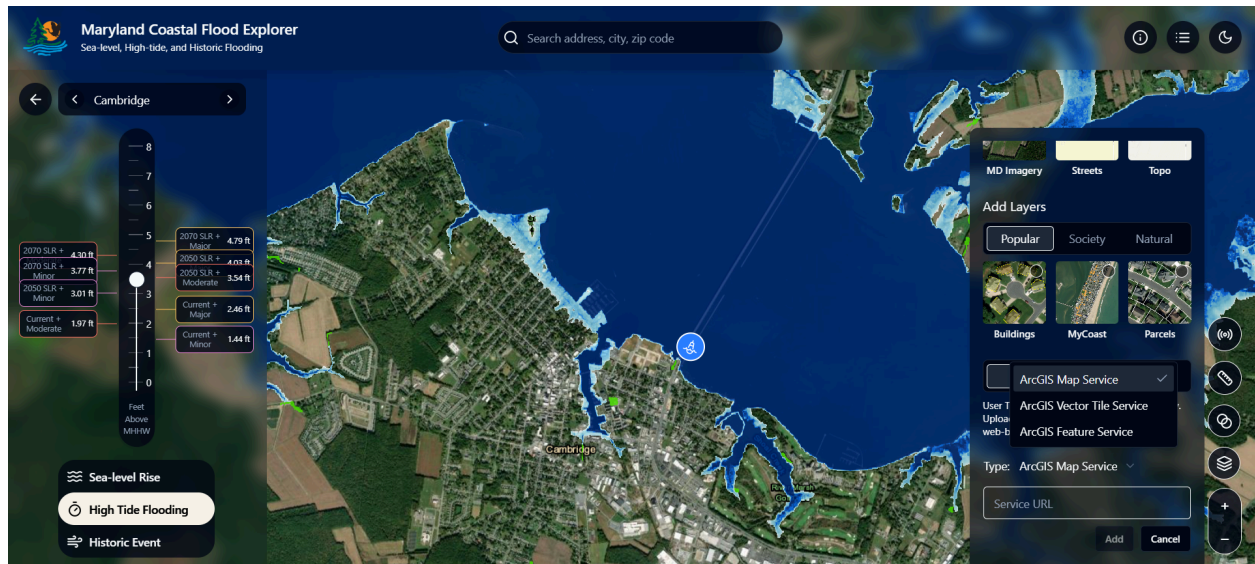 Maryland Coastal Flood Explorer
Sea-level, High-tide, and Historic Flooding
Search address, city, zip code
Cambridge
8
7
6
5
4
3
2
1
0
Feet
Above
MHHW
2070 SLR +
4.30 ft
2070 SLR +
Minor
3.77 ft
2050 SLR +
Minor
3.01 ft
Current +
Moderate
1.97 ft
2070 SLR +
Major
4.79 ft
2050 SLR +
4.03 ft
2050 SLR +
Moderate
3.54 ft
Current +
Major
2.46 ft
Current +
Minor
1.44 ft
Sea-level Rise
High Tide Flooding
Historic Event
Cambridge
MD Imagery
Streets
Topo
Add Layers
Popular
Society
Natural
Buildings
MyCoast
Parcels
ArcGIS Map Service
ArcGIS Vector Tile Service
ArcGIS Feature Service
User
web-b
Type: ArcGIS Map Service
Service URL
Add
Cancel